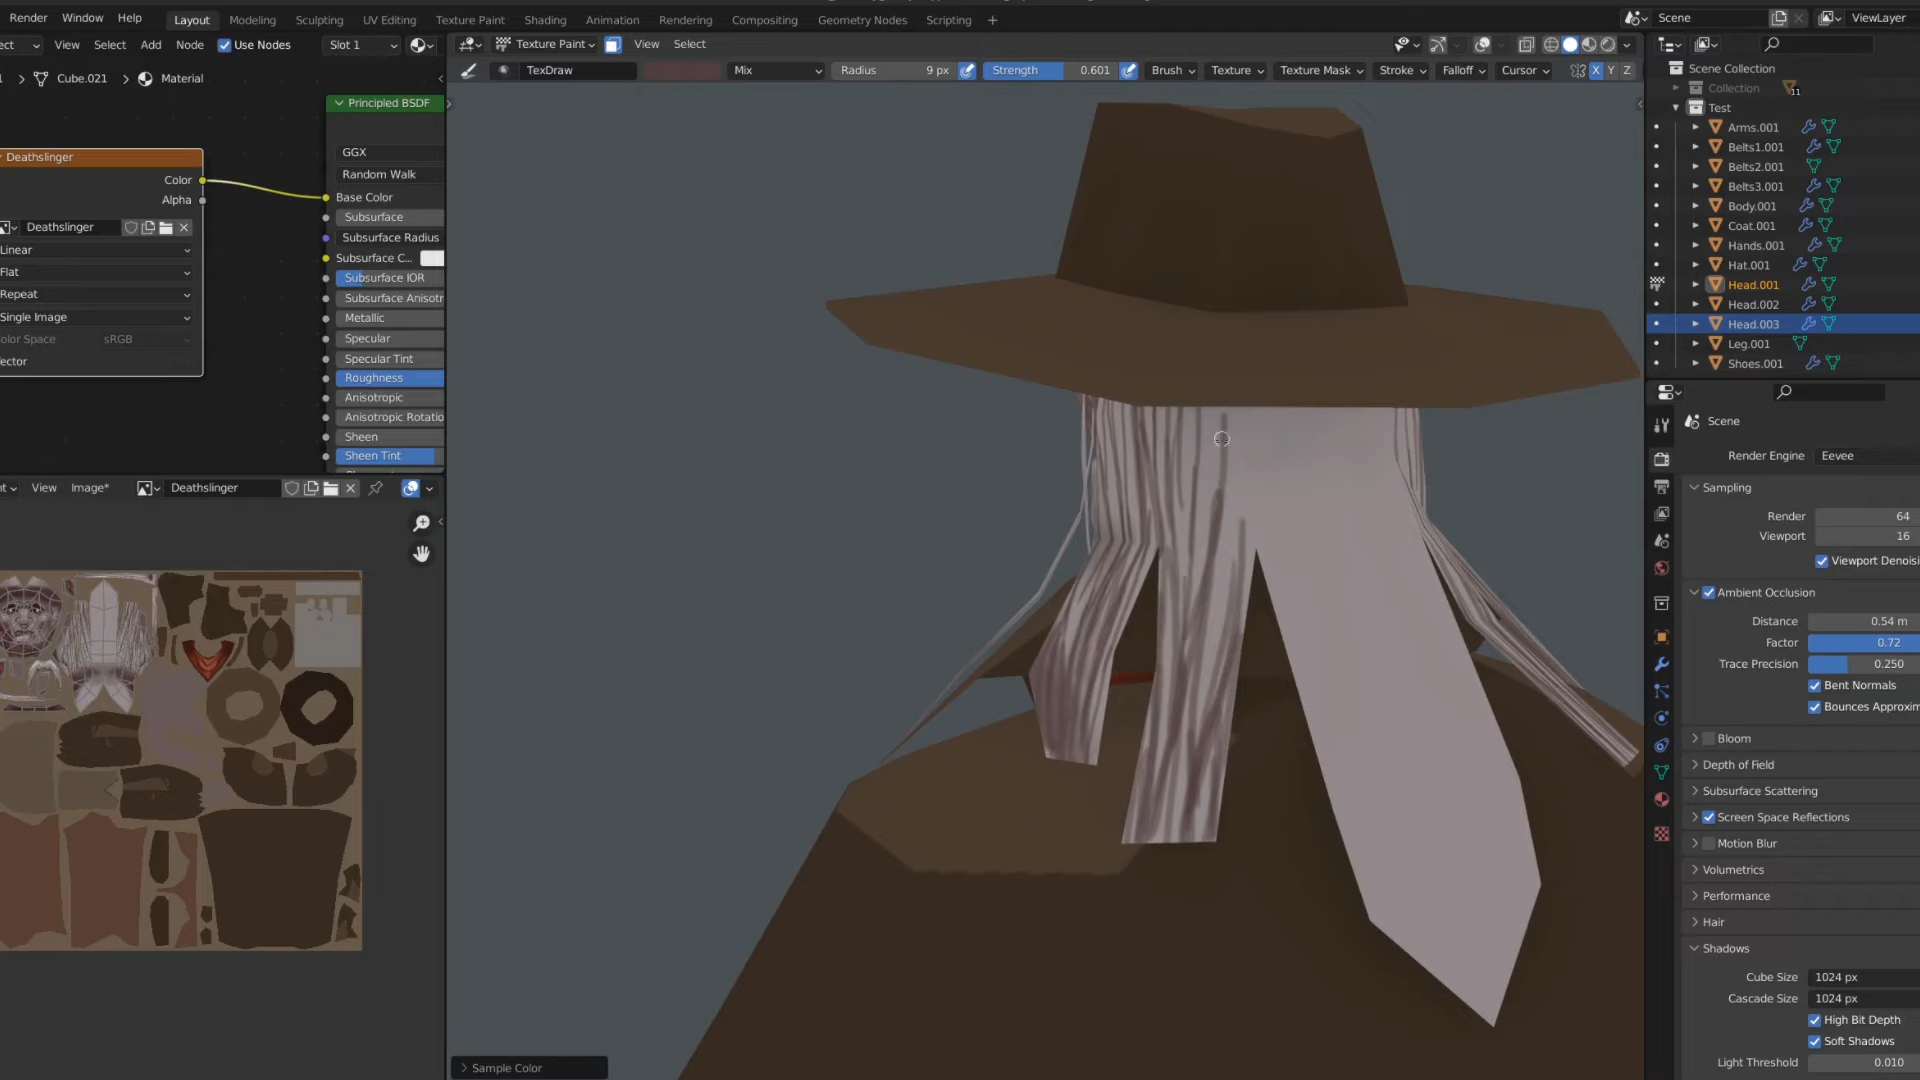 Render Window Help
Layout Modeling Sculpting UV Editing Texture Paint Shading Animation Rendering Compositing Geometry Nodes Scripting +
Scene ViewLayer
ect View Select Add Node Use Nodes Slot 1
Texture Paint View Select
Cube.021 > Material
TexDraw Mix Radius 9 px Strength 0.601 Brush Texture Texture Mask Stroke Falloff Cursor X Y Z
Principled BSDF
GGX
Random Walk
Base Color
Subsurface
Subsurface Radius
Subsurface C...
Subsurface IOR
Subsurface Anisotr
Metallic
Specular
Specular Tint
Roughness
Anisotropic
Anisotropic Rotatio
Sheen
Sheen Tint
Deathslinger
Color
Alpha
Deathslinger
Linear
Flat
Repeat
Single Image
olor Space sRGB
ector
nt View Image* Deathslinger
Sample Color
Scene Collection
Collection 11
Test
Arms.001
Belts1.001
Belts2.001
Belts3.001
Body.001
Coat.001
Hands.001
Hat.001
Head.001
Head.002
Head.003
Leg.001
Shoes.001
Scene
Render Engine Eevee
Sampling
Render 64
Viewport 16
Viewport Denoisi
Ambient Occlusion
Distance 0.54 m
Factor 0.72
Trace Precision 0.250
Bent Normals
Bounces Approxim
Bloom
Depth of Field
Subsurface Scattering
Screen Space Reflections
Motion Blur
Volumetrics
Performance
Hair
Shadows
Cube Size 1024 px
Cascade Size 1024 px
High Bit Depth
Soft Shadows
Light Threshold 0.010